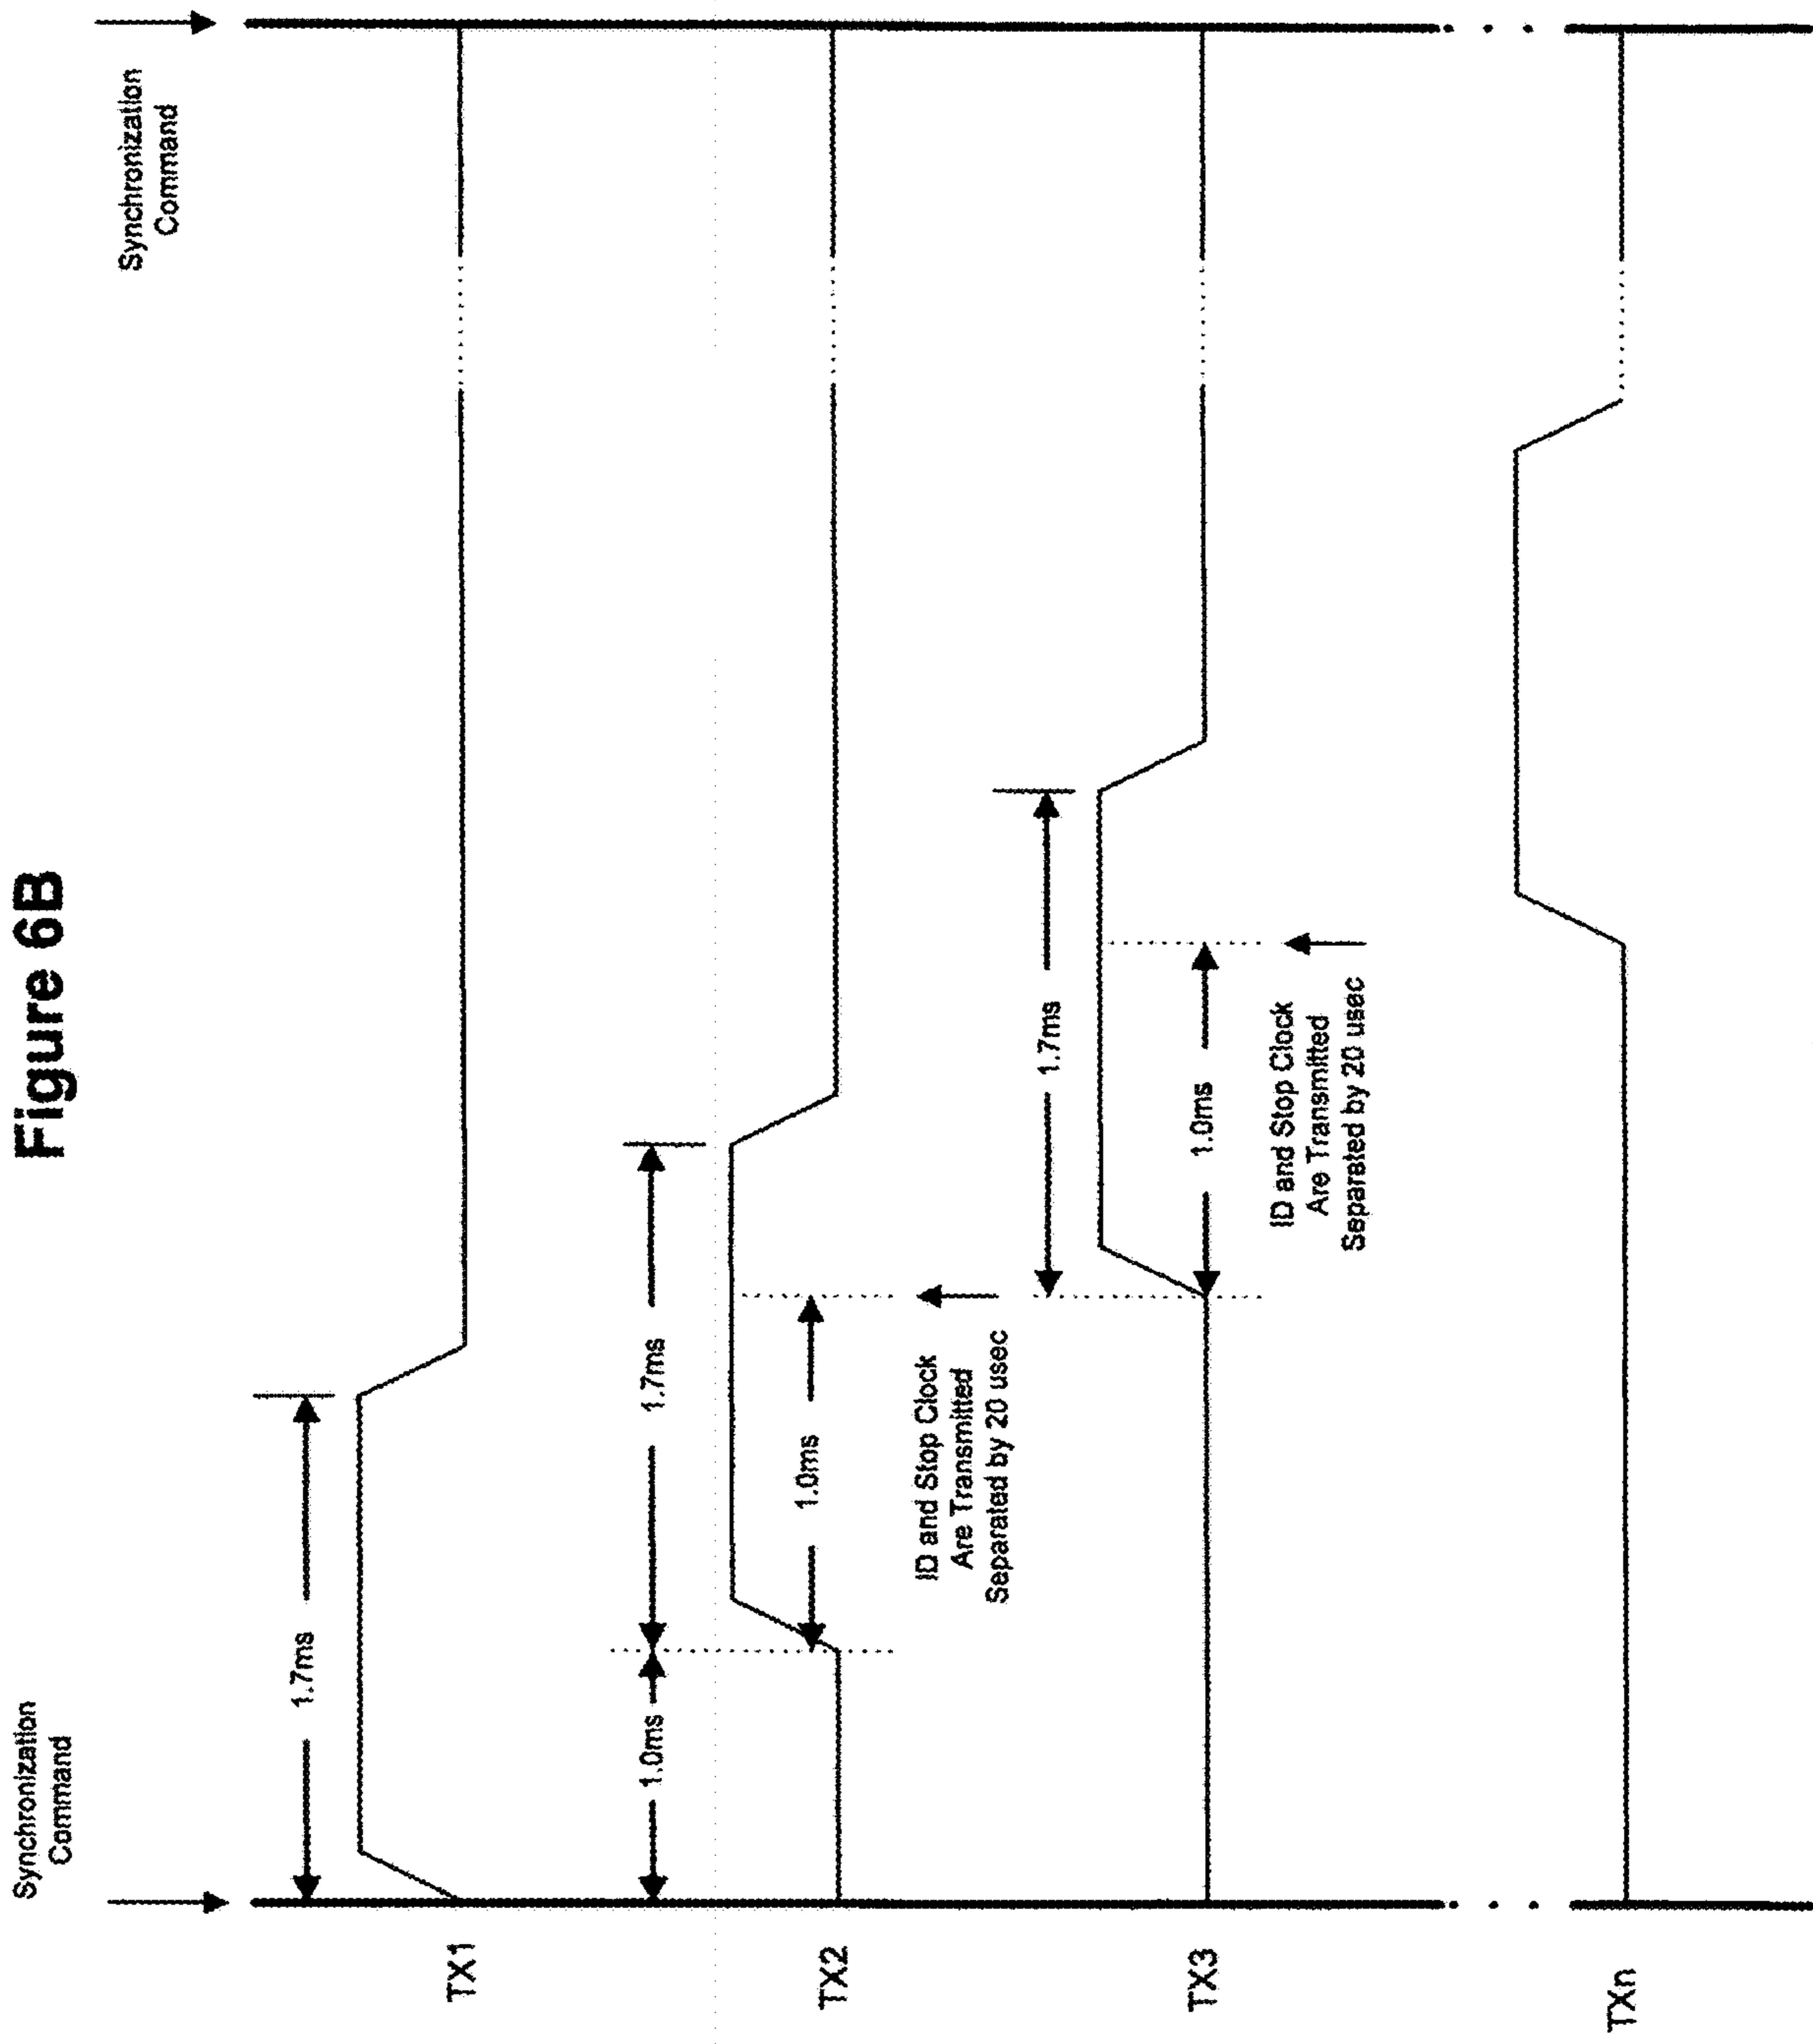 Figure 6B
Synchronization
Command
Synchronization
Command
TX1
1.7ms
TX2
1.0ms
1.7ms
1.0ms
ID and Stop Clock
Are Transmitted
Separated by 20 usec
TX3
1.7ms
1.0ms
ID and Stop Clock
Are Transmitted
Separated by 20 usec
TXn